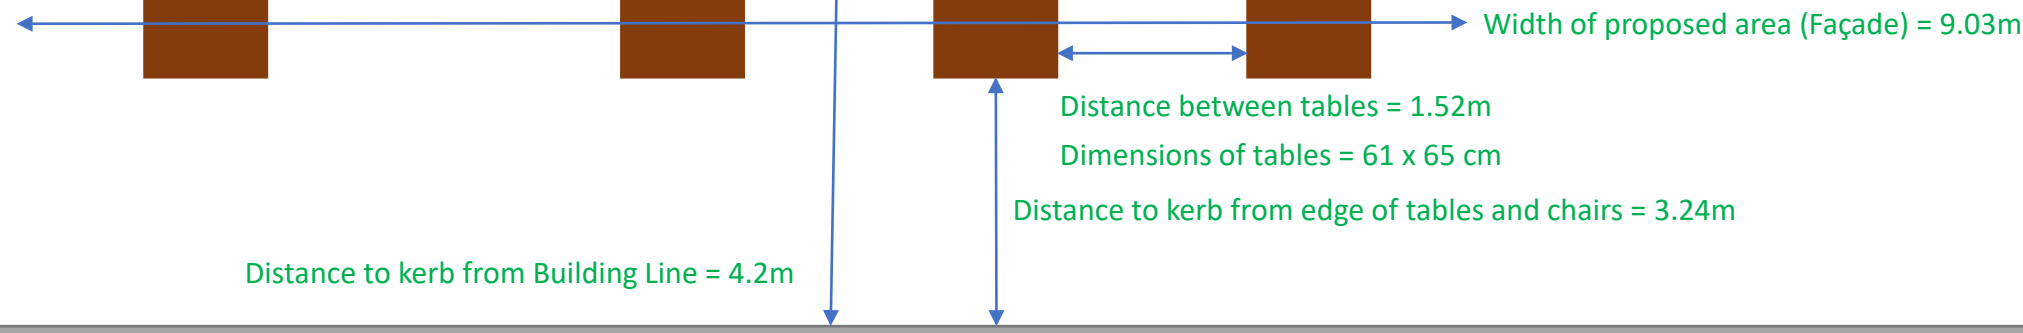 Width of proposed area (Façade) = 9.03m
Distance between tables = 1.52m
Dimensions of tables = 61 x 65 cm
Distance to kerb from edge of tables and chairs = 3.24m
Distance to kerb from Building Line = 4.2m